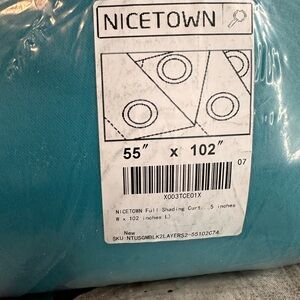 NICETOWN
55" x 102"
07
X003TCE01X
NICETOWN Full Shading Curt... 5 inches
W x 102 inches L)
New
SKU:NTUSGMBLK2LAYERS2-55102C74